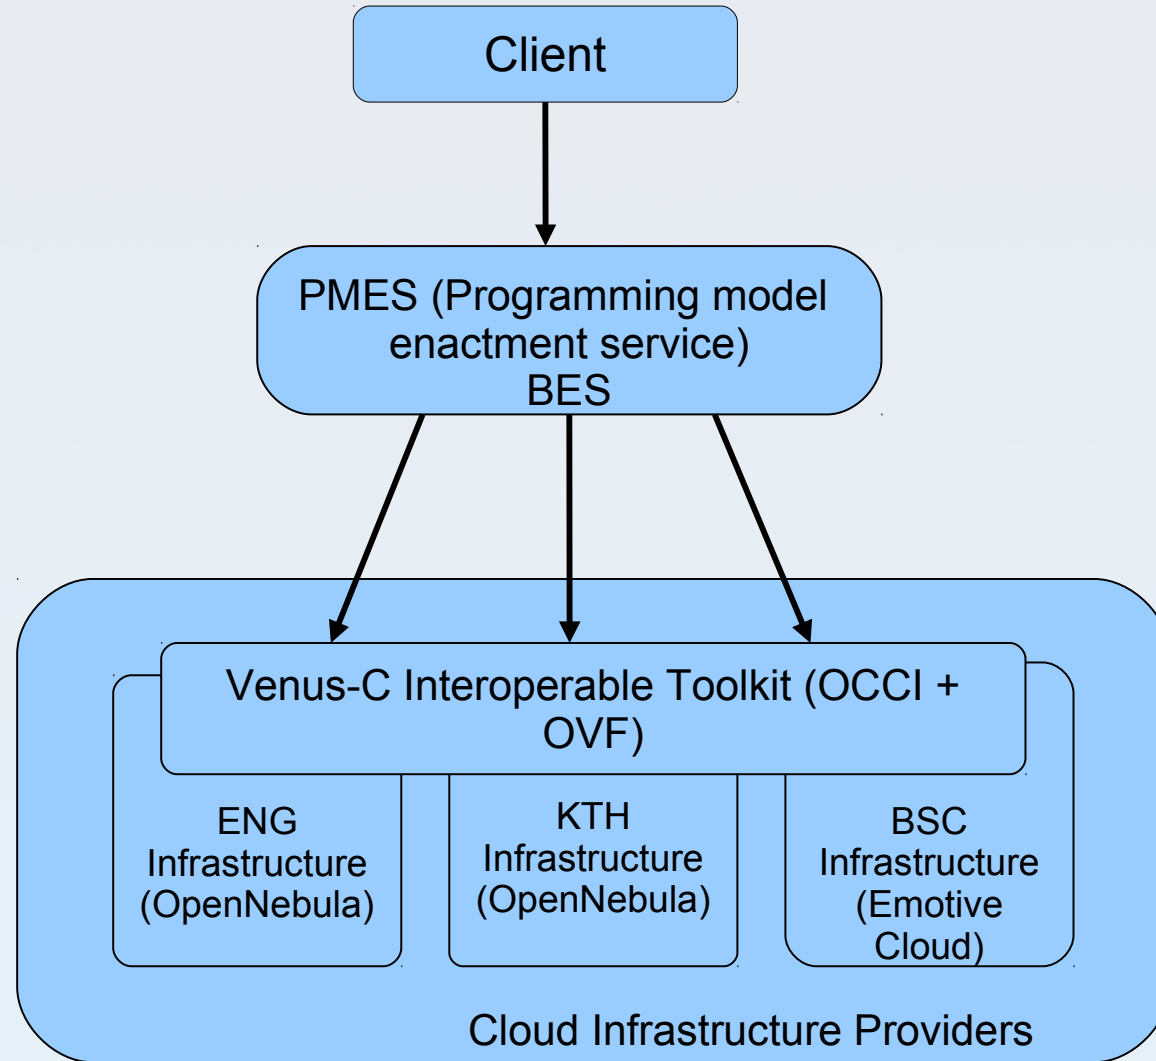 Client
PMES (Programming model
enactment service)
BES
Venus-C Interoperable Toolkit (OCCI +
OVF)
ENG
Infrastructure
(OpenNebula)
KTH
Infrastructure
(OpenNebula)
BSC
Infrastructure
(Emotive
Cloud)
Cloud Infrastructure Providers